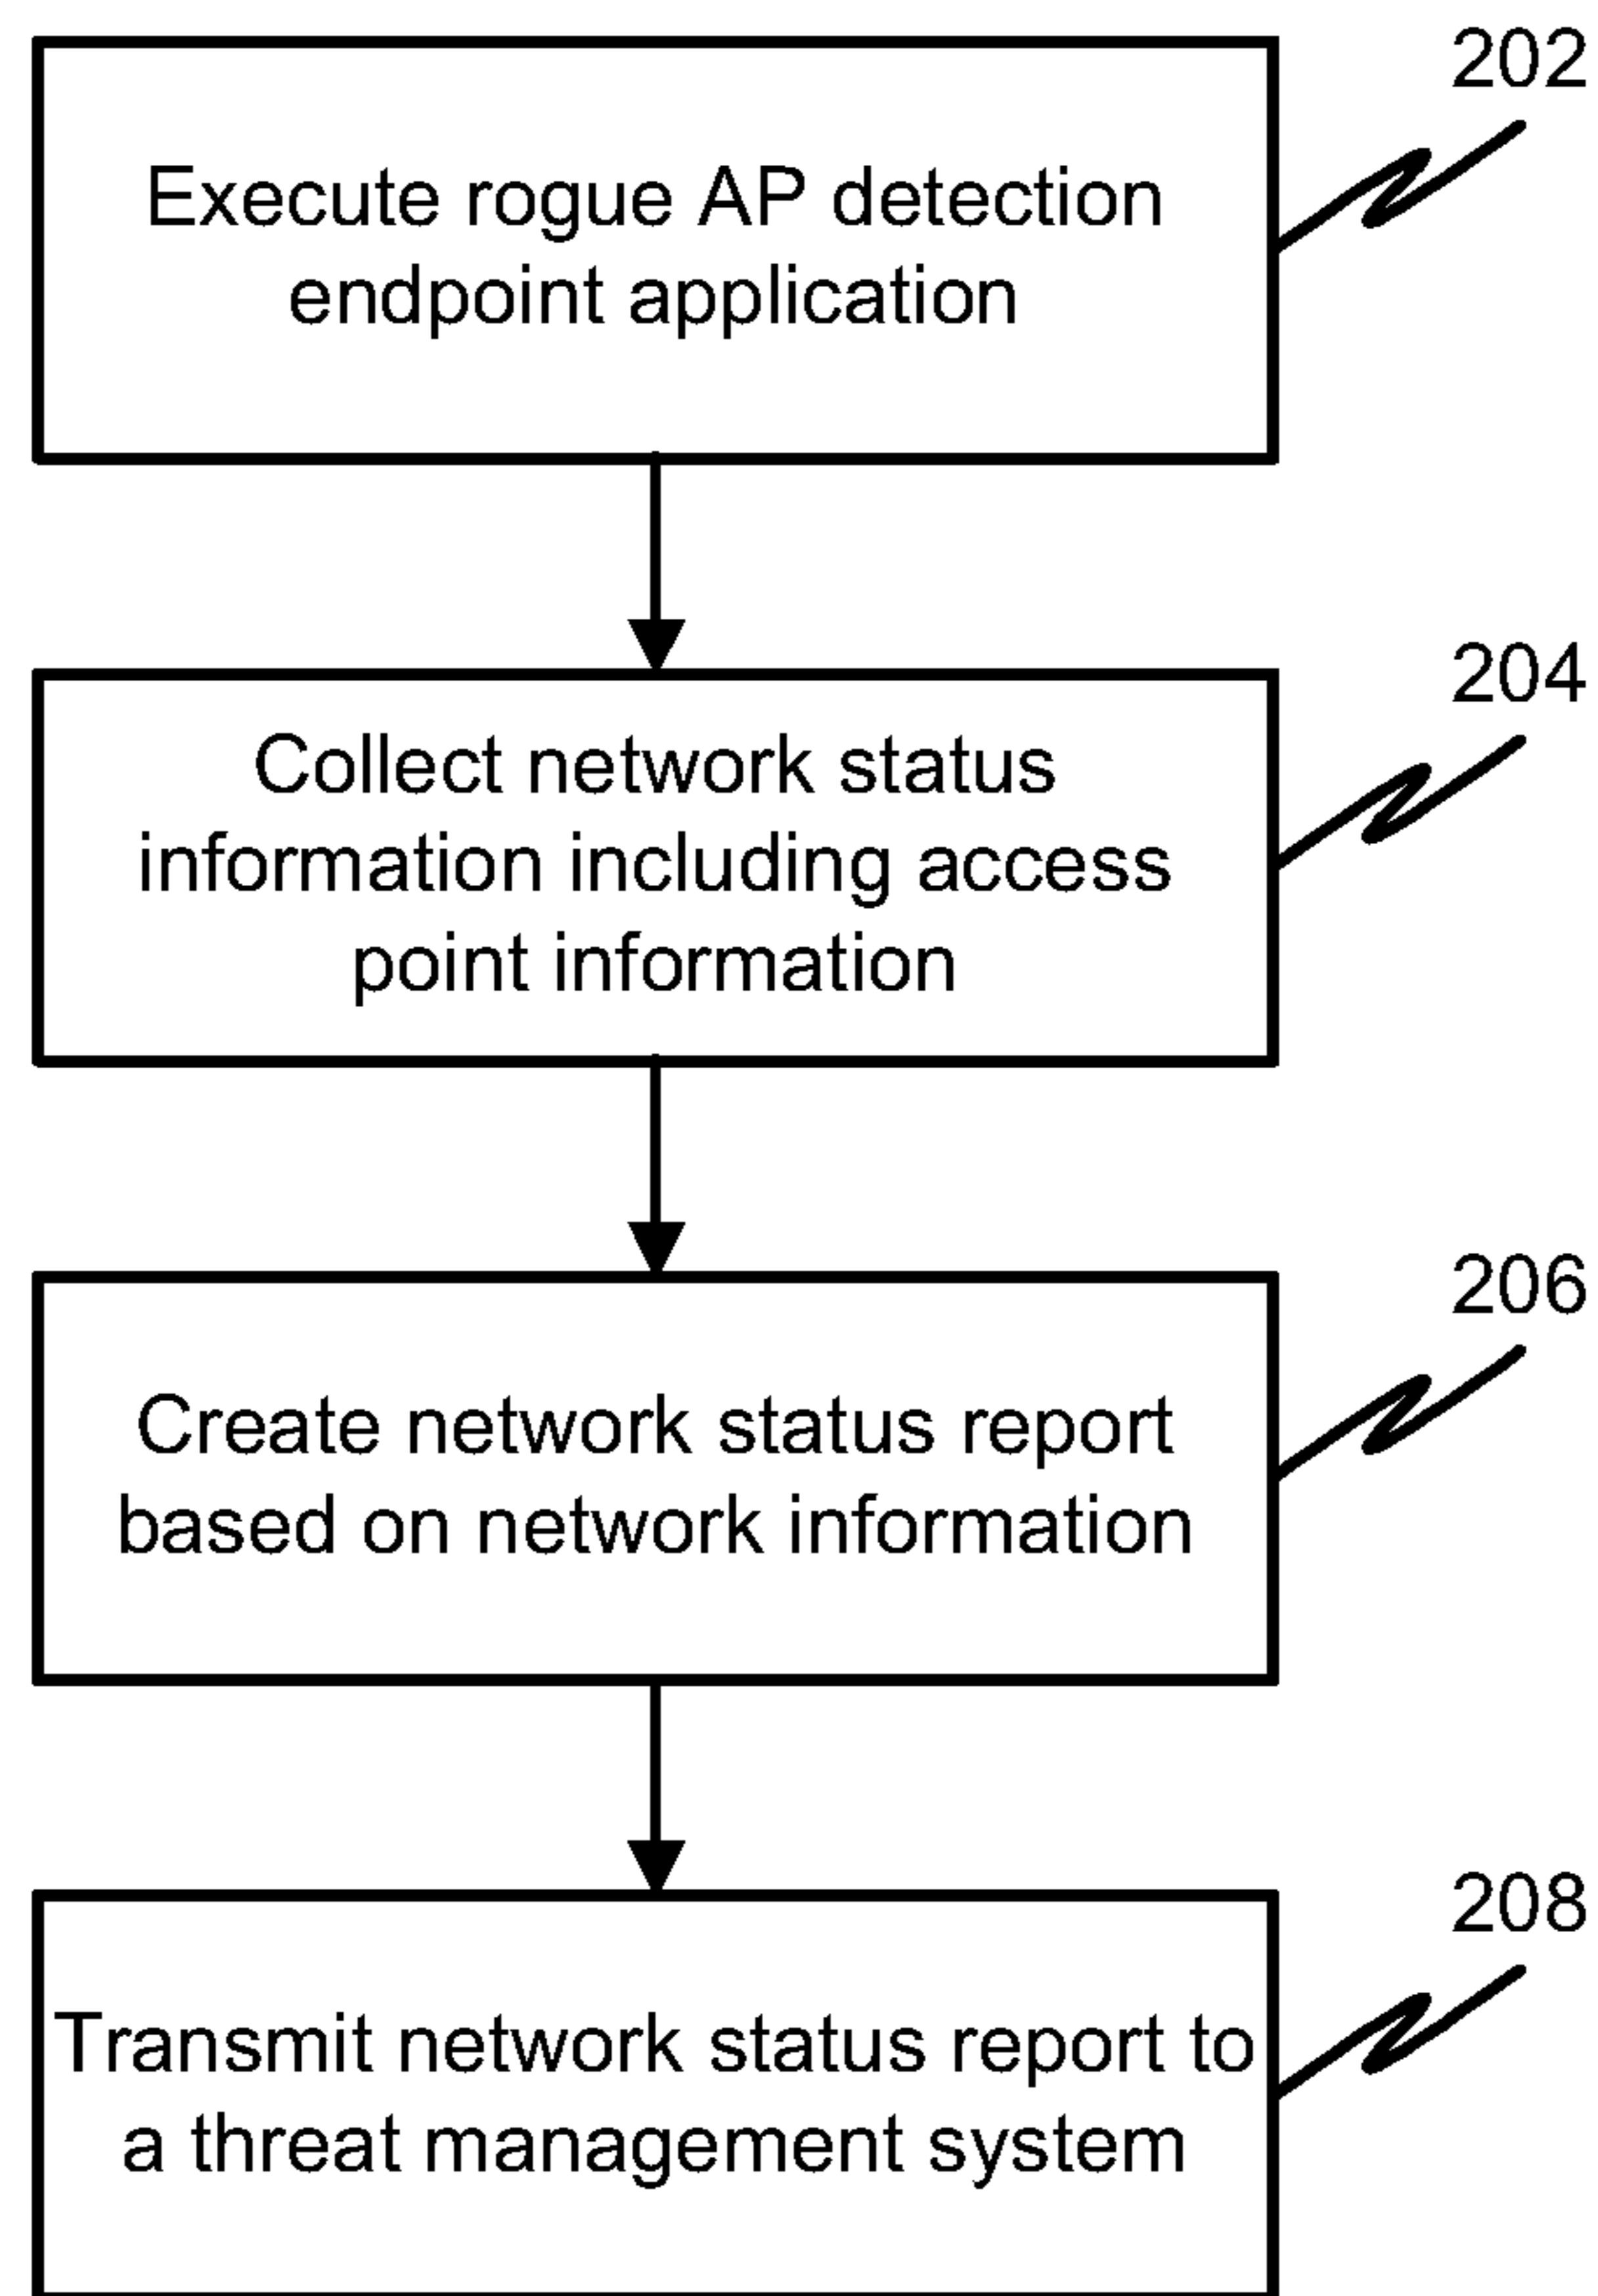 202
Execute rogue AP detection
endpoint application
204
Collect network status
information including access
point information
206
Create network status report
based on network information
208
Transmit network status report to
a threat management system